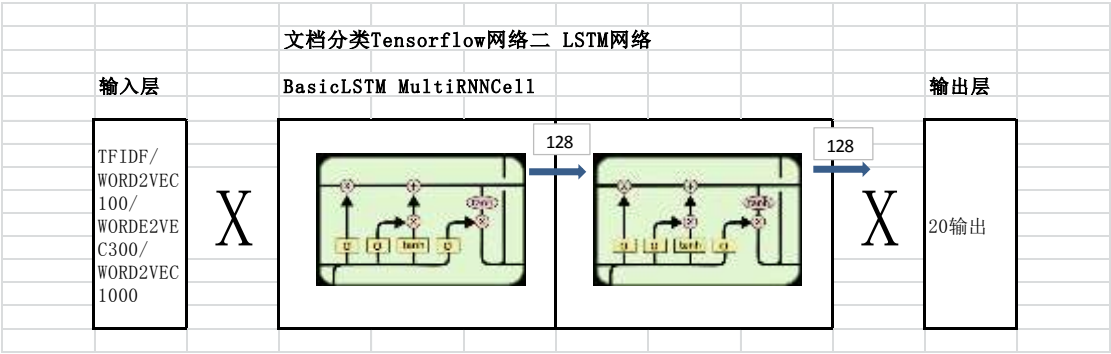 文档分类Tensorflow网络二 LSTM网络
输入层
BasicLSTM MultiRNNCell
输出层
TFIDF/
WORD2VEC
100/
WORDE2VE
C300/
WORD2VEC
1000
X
128
tanh
σ σ tanh σ
128
tanh
σ σ tanh σ
X
20输出